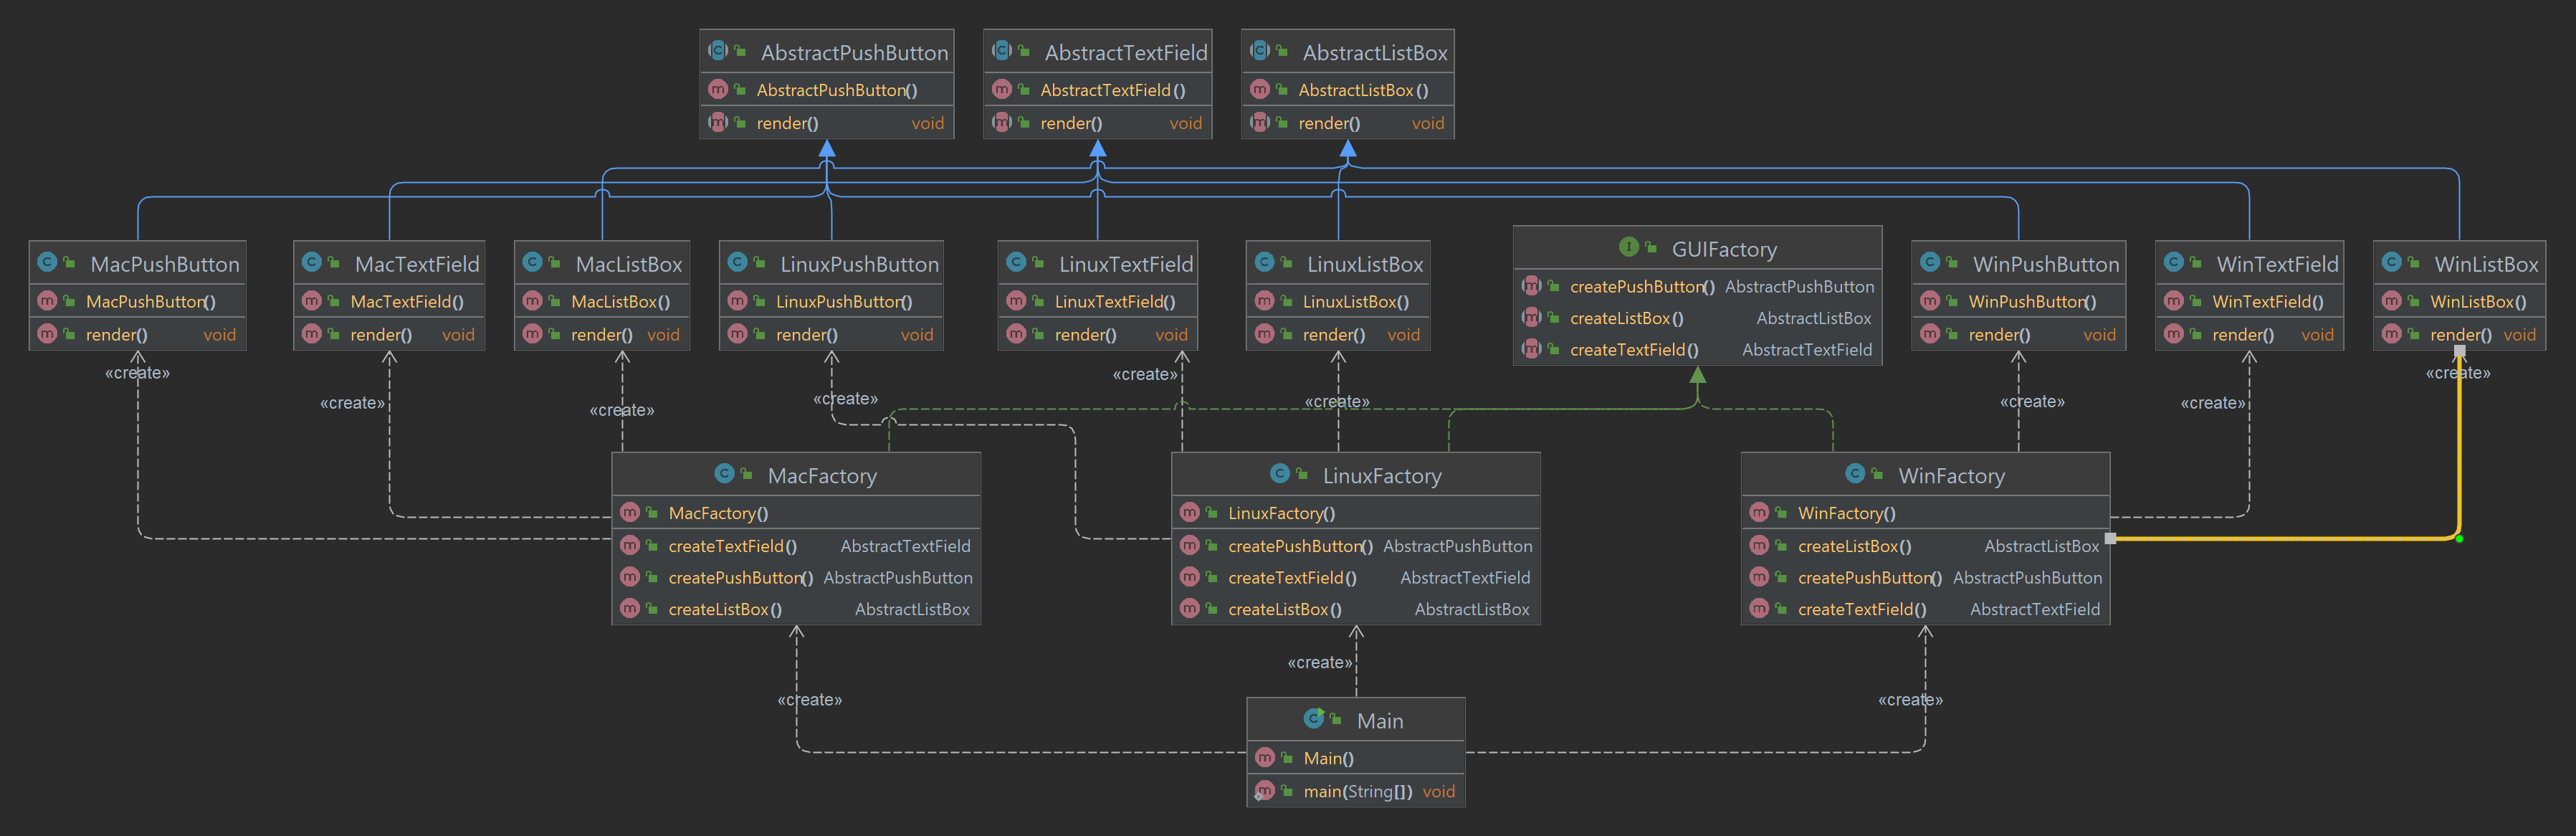 AbstractPushButton
AbstractPushButton()
render() void
AbstractTextField
AbstractTextField()
render() void
AbstractListBox
AbstractListBox()
render() void
MacPushButton
MacPushButton()
render() void
MacTextField
MacTextField()
render() void
MacListBox
MacListBox()
render() void
LinuxPushButton
LinuxPushButton()
render() void
LinuxTextField
LinuxTextField()
render() void
LinuxListBox
LinuxListBox()
render() void
GUIFactory
createPushButton() AbstractPushButton
createListBox() AbstractListBox
createTextField() AbstractTextField
WinPushButton
WinPushButton()
render() void
WinTextField
WinTextField()
render() void
WinListBox
WinListBox()
render() void
«create»
«create»
«create»
«create»
«create»
«create»
«create»
«create»
«create»
MacFactory
MacFactory()
createTextField() AbstractTextField
createPushButton() AbstractPushButton
createListBox() AbstractListBox
LinuxFactory
LinuxFactory()
createPushButton() AbstractPushButton
createTextField() AbstractTextField
createListBox() AbstractListBox
WinFactory
WinFactory()
createListBox() AbstractListBox
createPushButton() AbstractPushButton
createTextField() AbstractTextField
«create»
«create»
«create»
Main
Main()
main(String[]) void